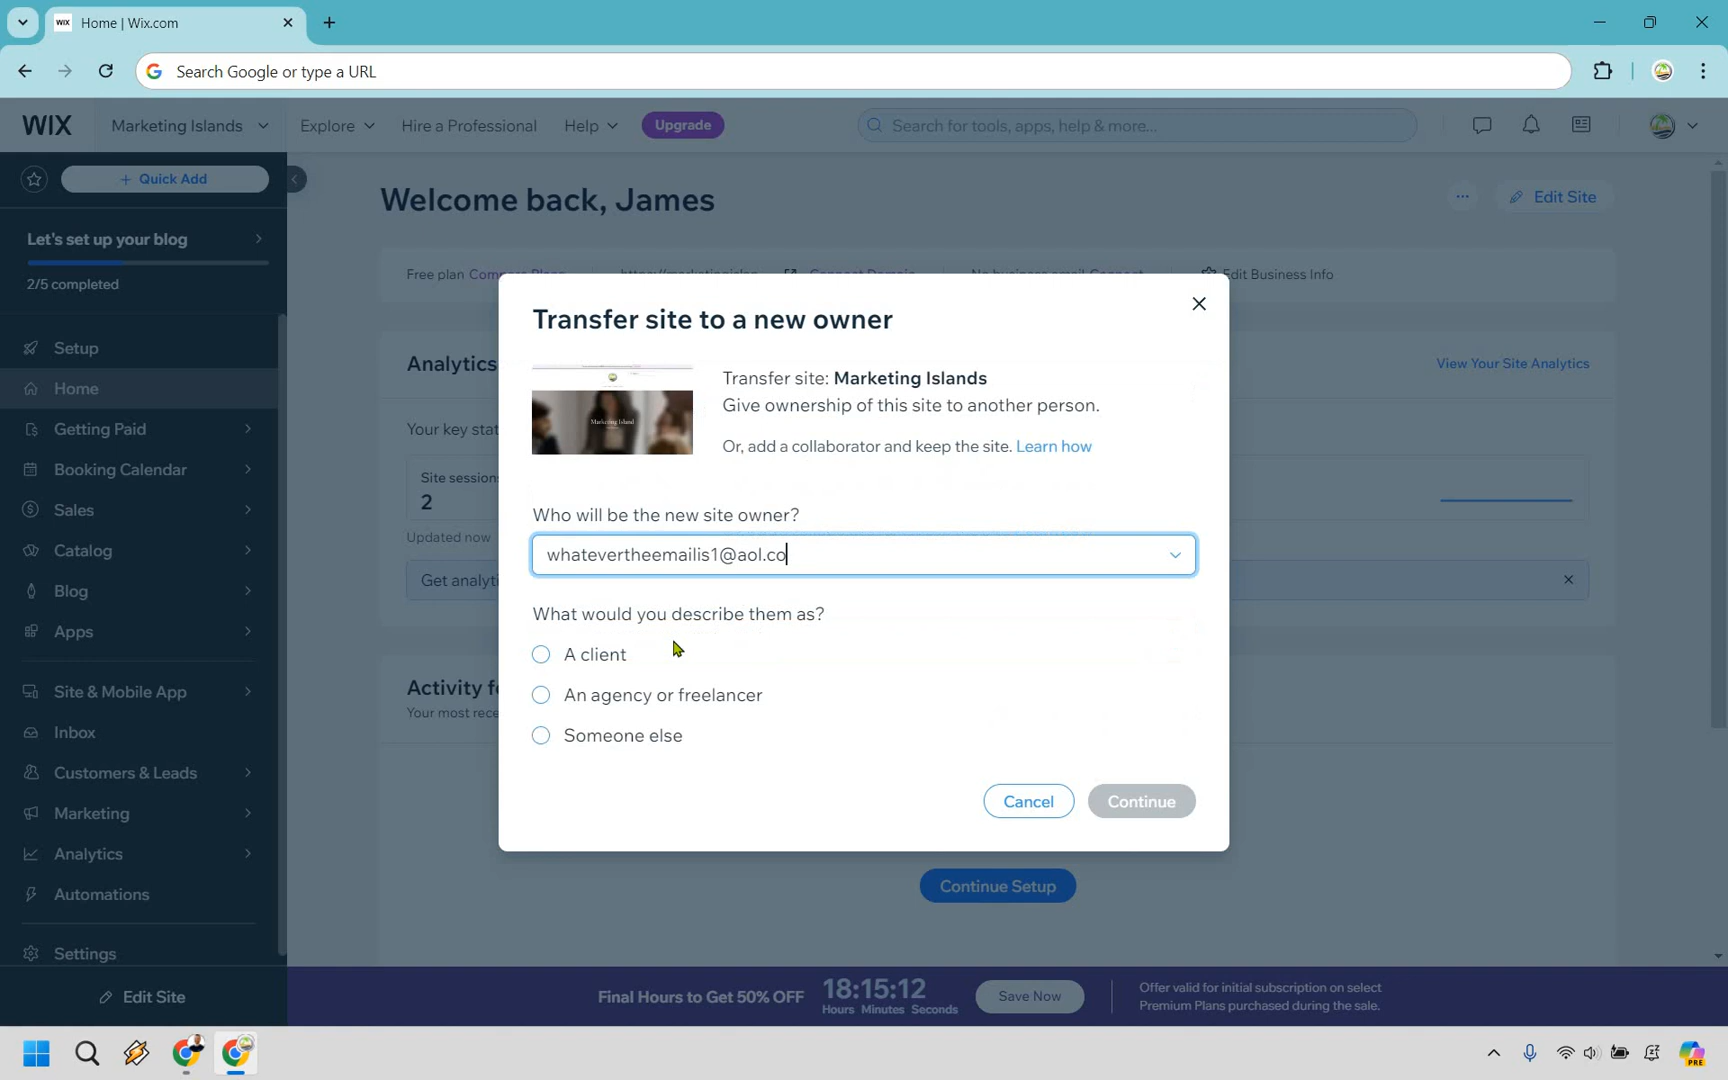 WIX Home | Wix.com
Search Google or type a URL
WIX Marketing Islands Explore Hire a Professional Help Upgrade Search for tools, apps, help & more...
+ Quick Add
Let's set up your blog
2/5 completed
Setup
Home
Getting Paid
Booking Calendar
Sales
Catalog
Blog
Apps
Site & Mobile App
Inbox
Customers & Leads
Marketing
Analytics
Automations
Settings
Edit Site
Welcome back, James
... Edit Site
Free plan Connect Domain Edit Business Info
Analytics View Your Site Analytics
Your key stat
Site session
2
Updated now
Get analyti
Activity fo
Your most rece
Transfer site to a new owner
Marketing Island
Transfer site: Marketing Islands
Give ownership of this site to another person.
Or, add a collaborator and keep the site. Learn how
Who will be the new site owner?
whatevertheemailis1@aol.co
What would you describe them as?
A client
An agency or freelancer
Someone else
Cancel Continue
Continue Setup
Final Hours to Get 50% OFF
18:15:12
Hours Minutes Seconds
Save Now
Offer valid for initial subscription on select
Premium Plans purchased during the sale.
PRE